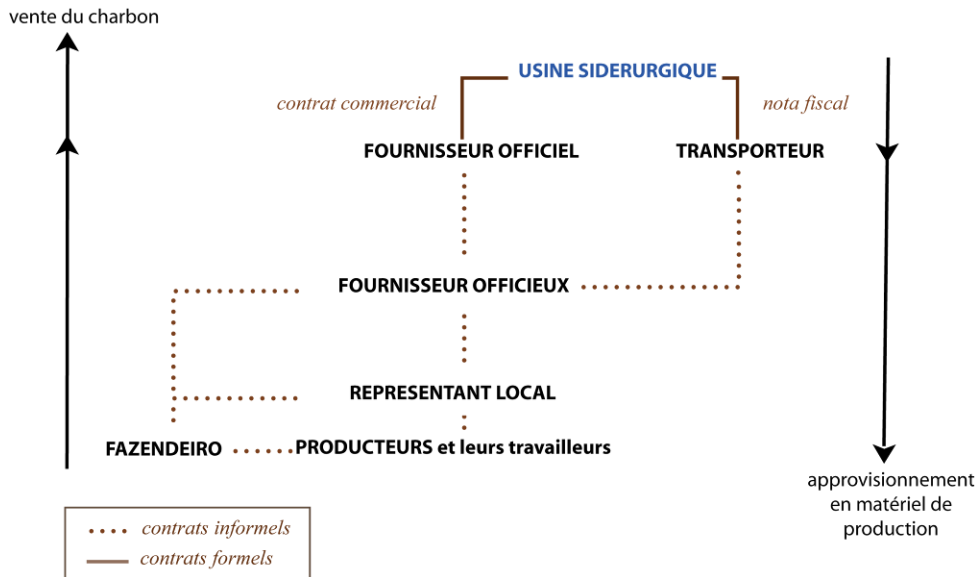 vente du charbon
USINE SIDERURGIQUE
contrat commercial
nota fiscal
FOURNISSEUR OFFICIEL
TRANSPORTEUR
FOURNISSEUR OFFICIEUX
REPRESENTANT LOCAL
FAZENDEIRO
PRODUCTEURS et leurs travailleurs
approvisionnement
en matériel de
production
contrats informels
contrats formels